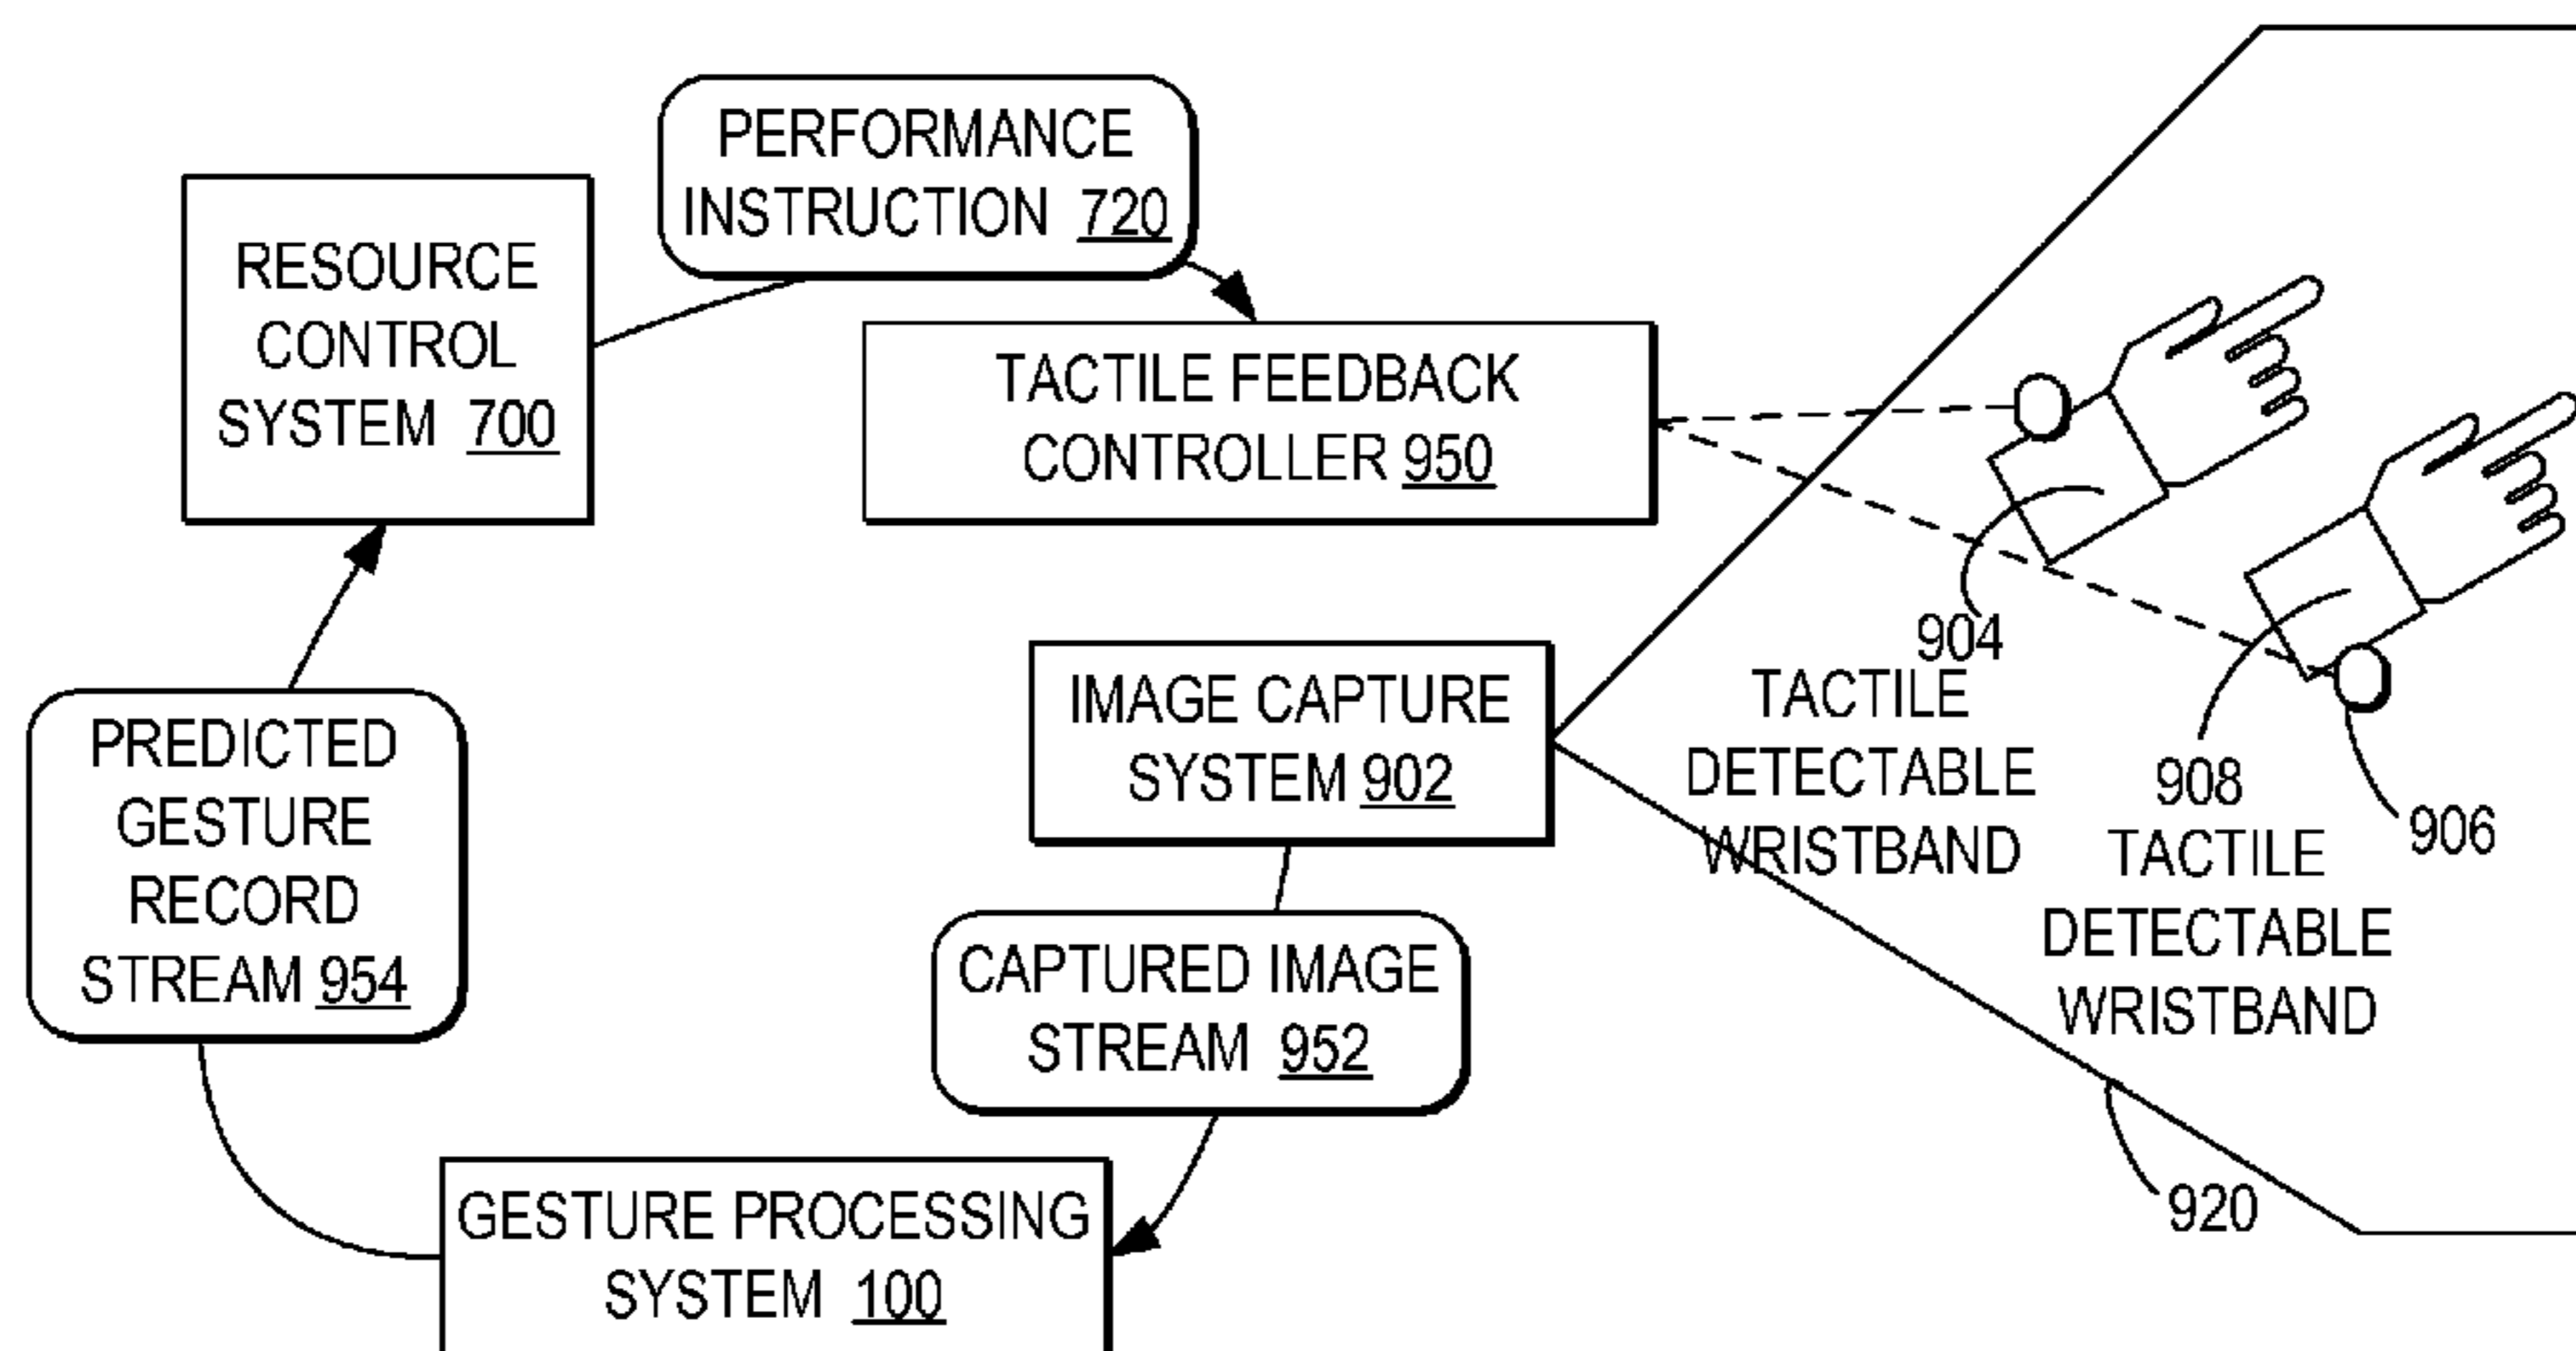 PERFORMANCE
INSTRUCTION 720
RESOURCE
CONTROL
SYSTEM 700
TACTILE FEEDBACK
CONTROLLER 950
904
TACTILE
DETECTABLE
WRISTBAND
IMAGE CAPTURE
SYSTEM 902
908
TACTILE
DETECTABLE
WRISTBAND
906
PREDICTED
GESTURE
RECORD
STREAM 954
CAPTURED IMAGE
STREAM 952
920
GESTURE PROCESSING
SYSTEM 100